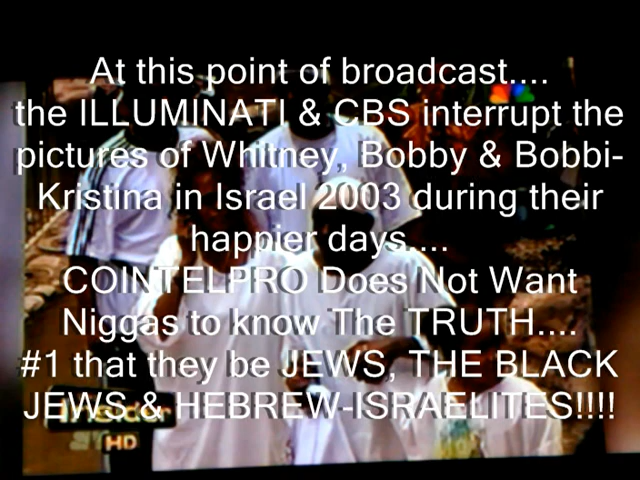 At this point of broadcast....
the ILLUMINATI & CBS interrupt the
pictures of Whitney, Bobby & Bobbi-
Kristina in Israel 2003 during their
happier days....
COINTELPRO Does Not Want
Niggas to know The TRUTH....
#1 that they be JEWS, THE BLACK
JEWS & HEBREW-ISRAELITES!!!!
Insider
HD